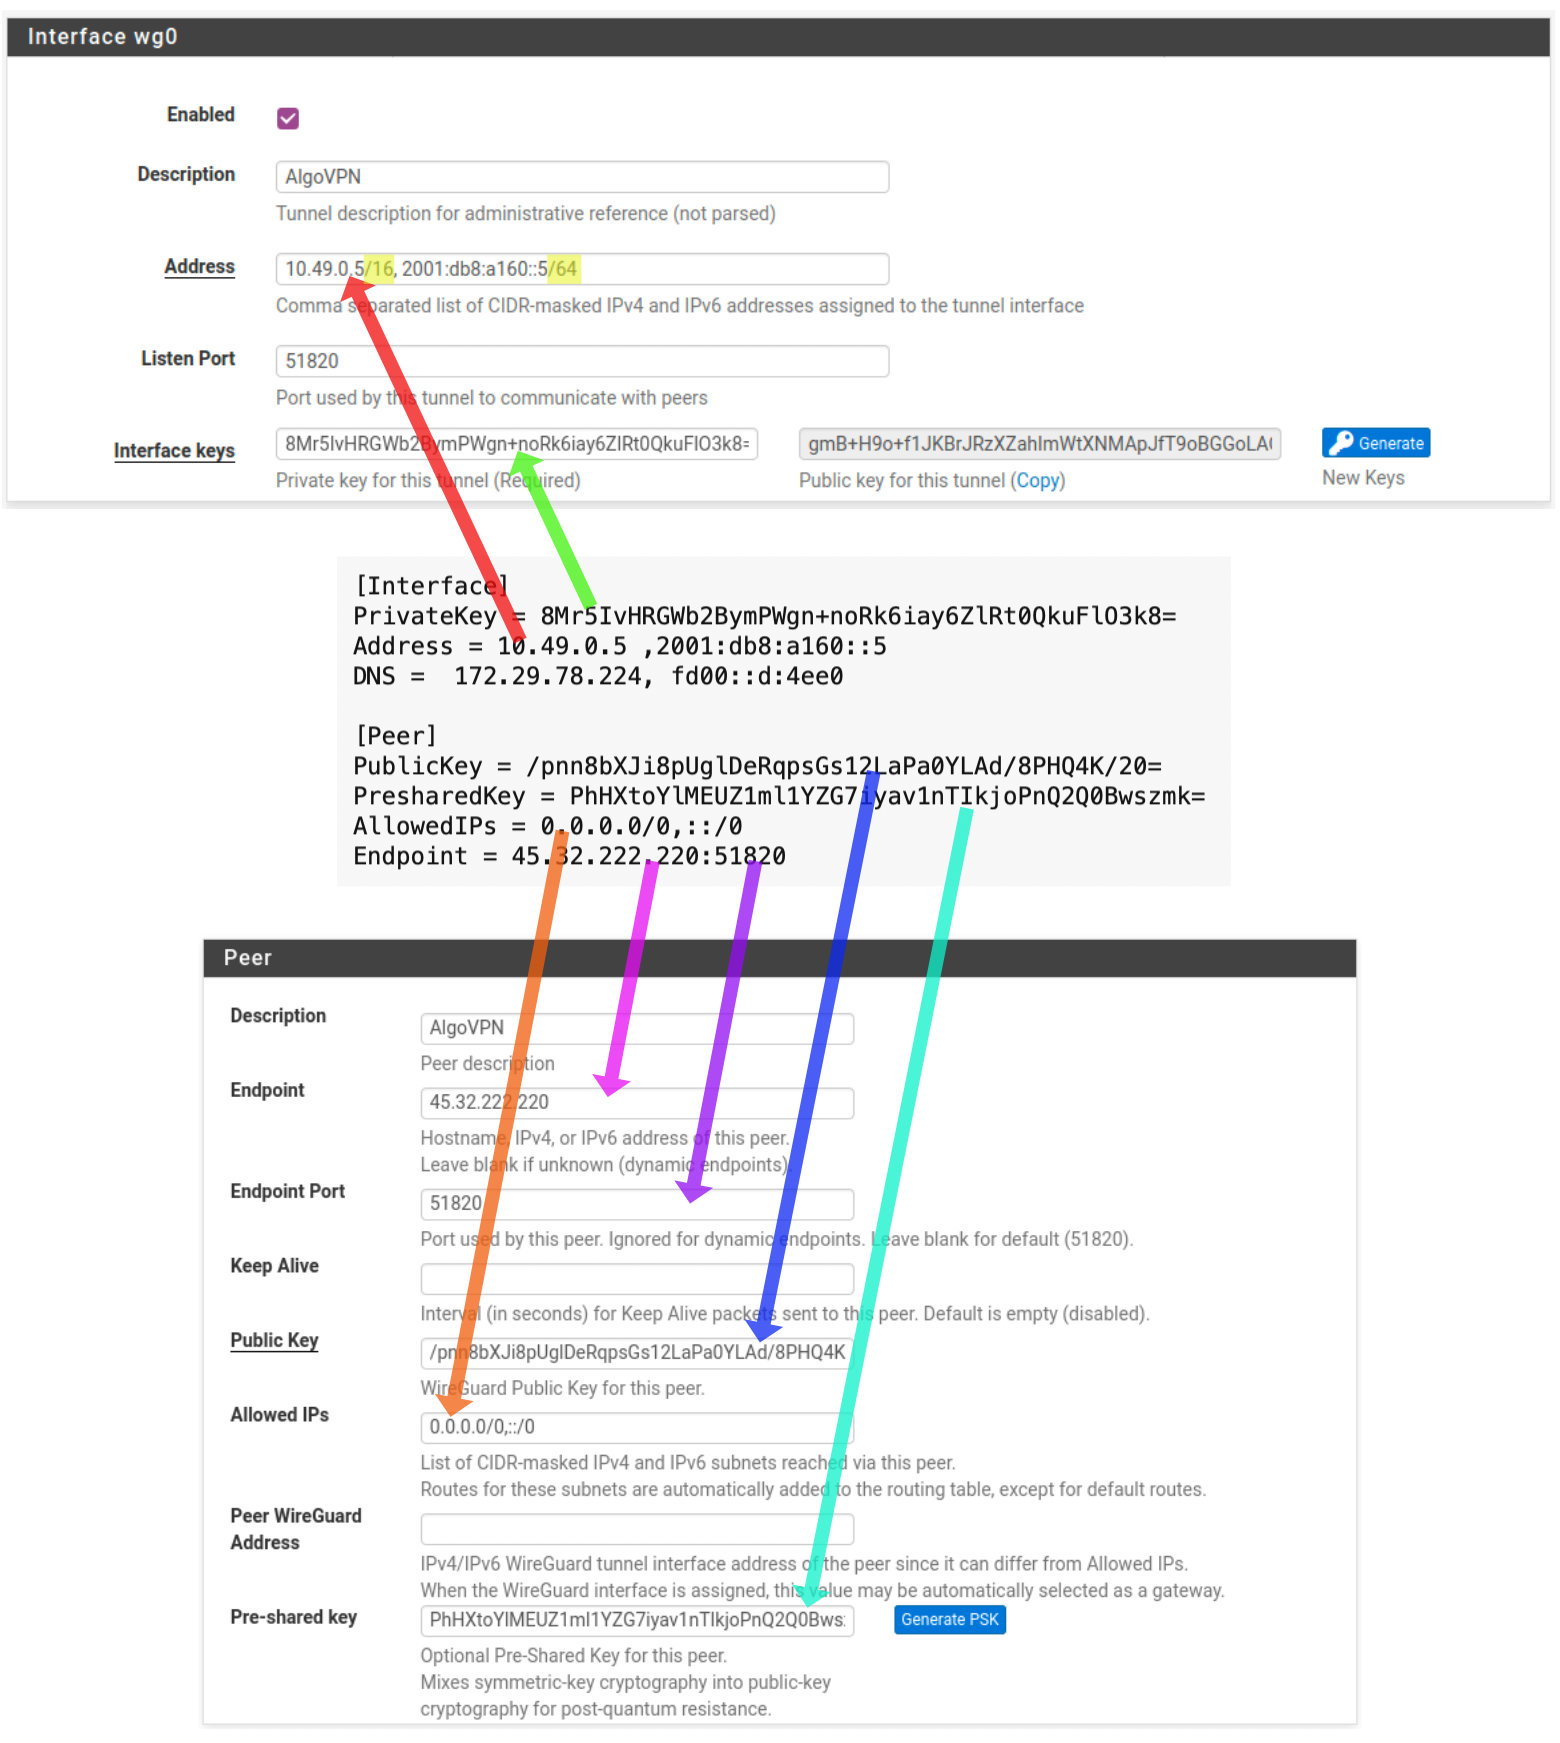 Interface wg0
Enabled
Description
AlgoVPN
Tunnel description for administrative reference (not parsed)
Address
10.49.0.5/16, 2001:db8:a160::5/64
Comma separated list of CIDR-masked IPv4 and IPv6 addresses assigned to the tunnel interface
Listen Port
51820
Port used by this tunnel to communicate with peers
Interface keys
8Mr5IvHRGWb2BymPWgn+noRk6iay6ZlRt0QkuFlO3k8= gmB+H9o+f1JKBrJRzXZahlmWtXNMApJfT9oBGGoLA Generate
Private key for this tunnel (Required) Public key for this tunnel (Copy) New Keys
[Interface]
PrivateKey = 8Mr5IvHRGWb2BymPWgn+noRk6iay6ZlRt0QkuFlO3k8=
Address = 10.49.0.5 ,2001:db8:a160::5
DNS =  172.29.78.224, fd00::d:4ee0
[Peer]
PublicKey = /pnn8bXJi8pUglDeRqpsGs12LaPa0YLAd/8PHQ4K/20=
PresharedKey = PhHXtoYlMEUZ1ml1YZG7iyav1nTIkjoPnQ2Q0Bwszmk=
AllowedIPs = 0.0.0.0/0,::/0
Endpoint = 45.32.222.220:51820
Peer
Description
AlgoVPN
Peer description
Endpoint
45.32.222.220
Hostname, IPv4, or IPv6 address of this peer.
Leave blank if unknown (dynamic endpoints).
Endpoint Port
51820
Port used by this peer. Ignored for dynamic endpoints. Leave blank for default (51820).
Keep Alive
Interval (in seconds) for Keep Alive packets sent to this peer. Default is empty (disabled).
Public Key
/pnn8bXJi8pUglDeRqpsGs12LaPa0YLAd/8PHQ4K
WireGuard Public Key for this peer.
Allowed IPs
0.0.0.0/0,::/0
List of CIDR-masked IPv4 and IPv6 subnets reached via this peer.
Routes for these subnets are automatically added to the routing table, except for default routes.
Peer WireGuard
Address
IPv4/IPv6 WireGuard tunnel interface address of the peer since it can differ from Allowed IPs.
When the WireGuard interface is assigned, this value may be automatically selected as a gateway.
Pre-shared key
PhHXtoYlMEUZ1ml1YZG7iyav1nTIkjoPnQ2Q0Bws Generate PSK
Optional Pre-Shared Key for this peer.
Mixes symmetric-key cryptography into public-key
cryptography for post-quantum resistance.